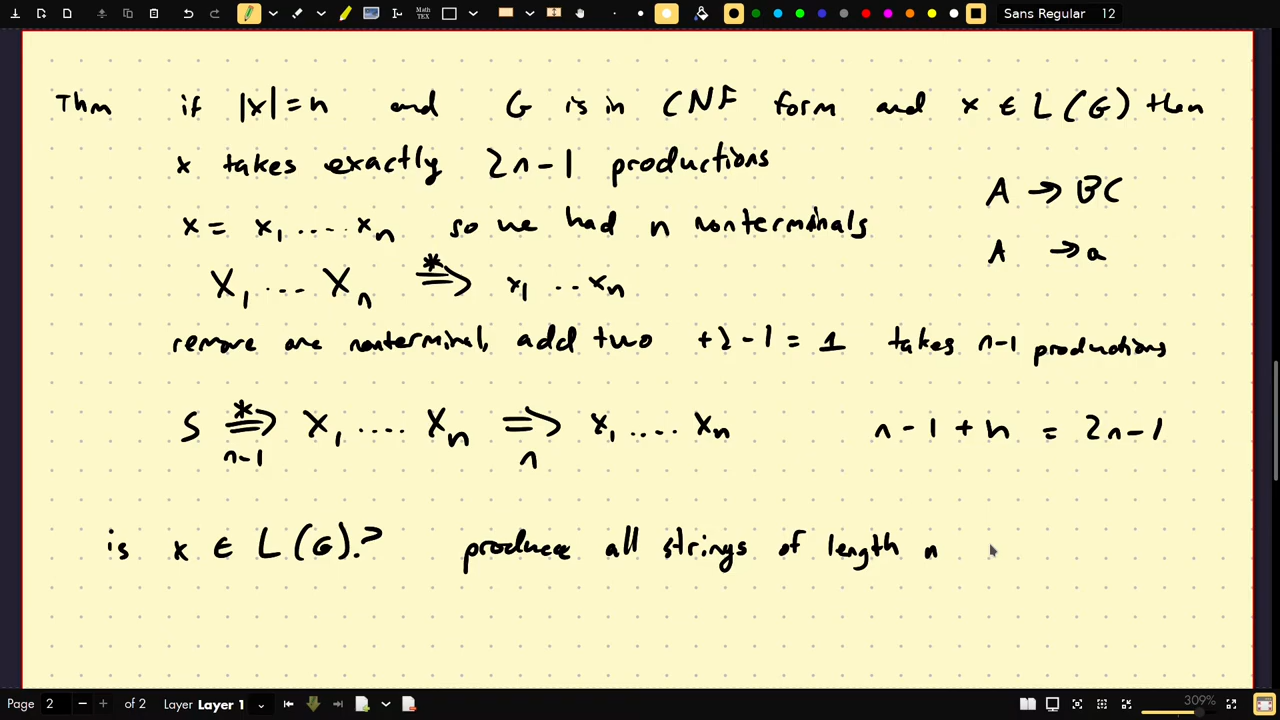 Math
TEX
Sans Regular 12
Thm if |x| = n and G is in CNF form and x ∈ L(G) then
x takes exactly 2n-1 productions
A → BC
x = x₁ .... xₙ so we had n nonterminals
A → a
X₁ ... Xₙ *⇒ x₁ .. xₙ
remove one nonterminal, add two +2-1 = 1 takes n-1 productions
S *⇒ X₁ .... Xₙ ⇒ x₁ .... xₙ n-1+n = 2n-1
n-1 n
is x ∈ L(G)? produce all strings of length n
Page 2 of 2 Layer Layer 1 309%